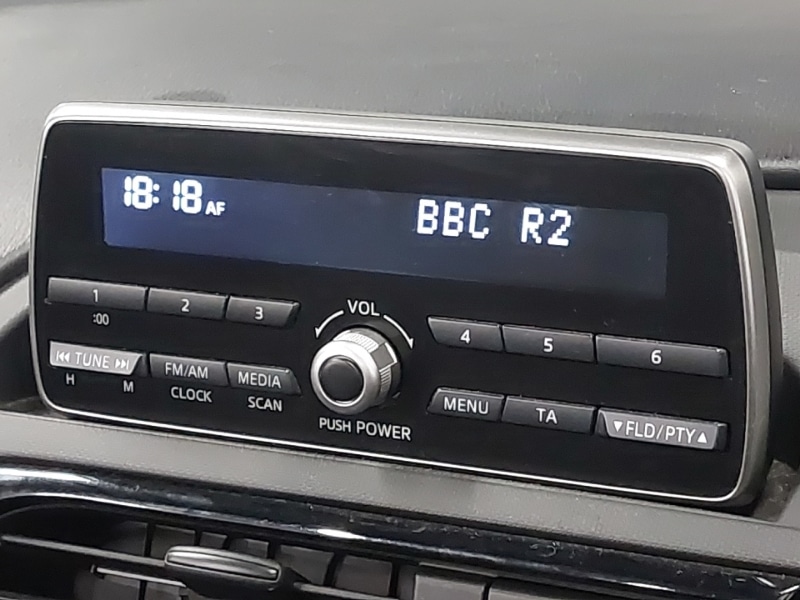 18:18 AF BBC R2
1 2 3 VOL 4 5 6
:00
⏮ TUNE ⏭ FM/AM MEDIA MENU TA ▼FLD/PTY▲
H M CLOCK SCAN
PUSH POWER